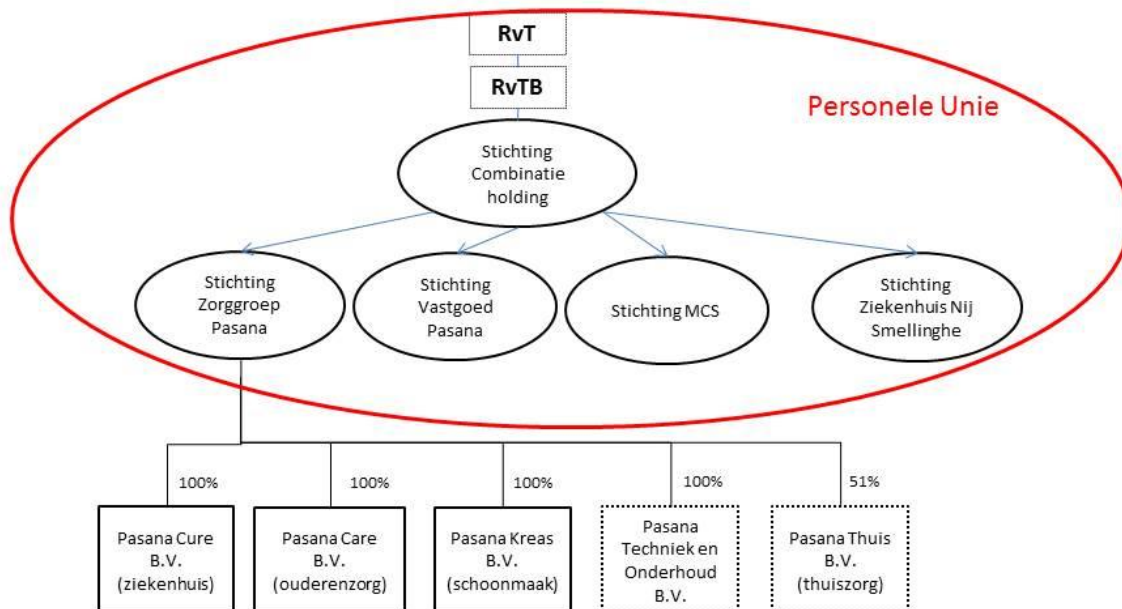 RvT
RvTB
Personele Unie
Stichting
Combinatie
holding
Stichting
Zorggroep
Pasana
Stichting
Vastgoed
Pasana
Stichting MCS
Stichting
Ziekenhuis Nij
Smellinghe
100%
100%
100%
100%
51%
Pasana Cure
B.V.
(ziekenhuis)
Pasana Care
B.V.
(ouderenzorg)
Pasana Kreas
B.V.
(schoonmaak)
Pasana
Techniek en
Onderhoud
B.V.
Pasana Thuis
B.V.
(thuiszorg)